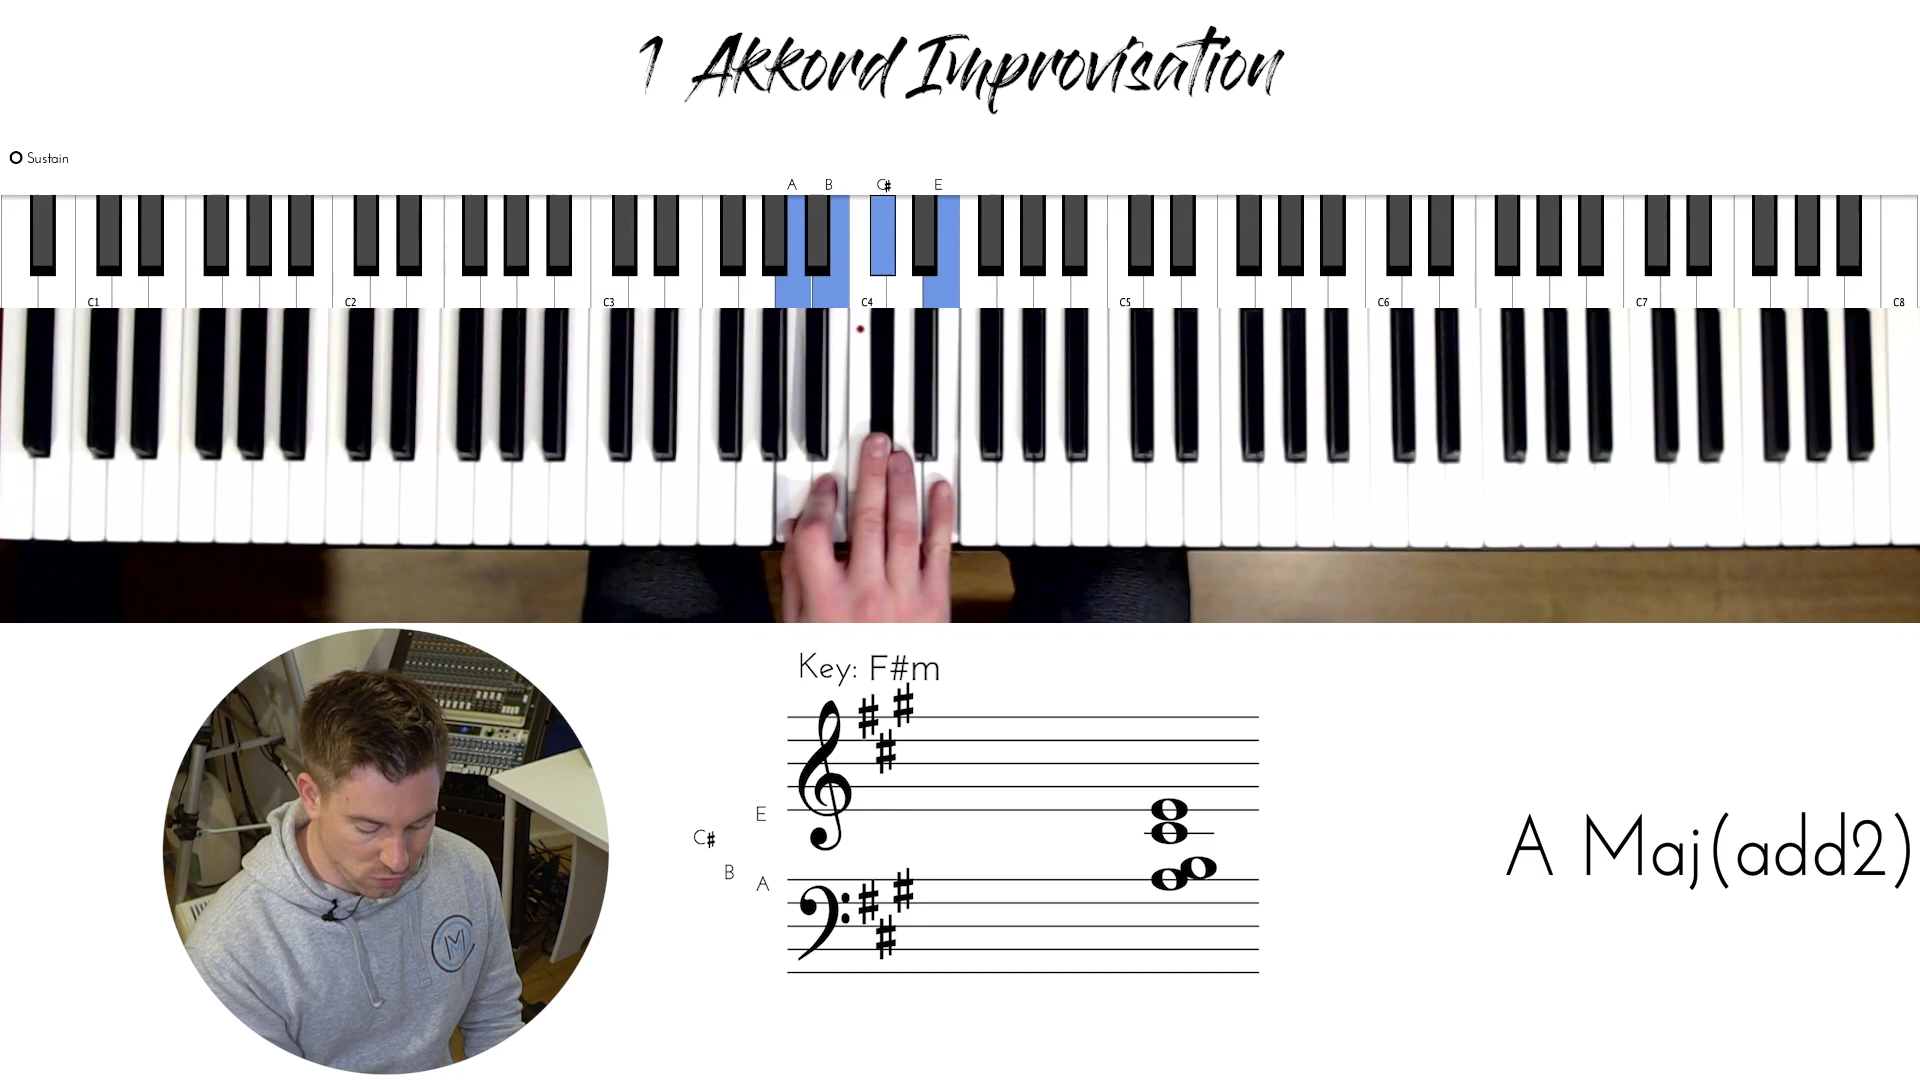 1 Akkord Improvisation
Sustain
A B C# E
C1 C2 C3 C4 C5 C6 C7 C8
Key: F#m
E
C#
B
A
A Maj(add2)